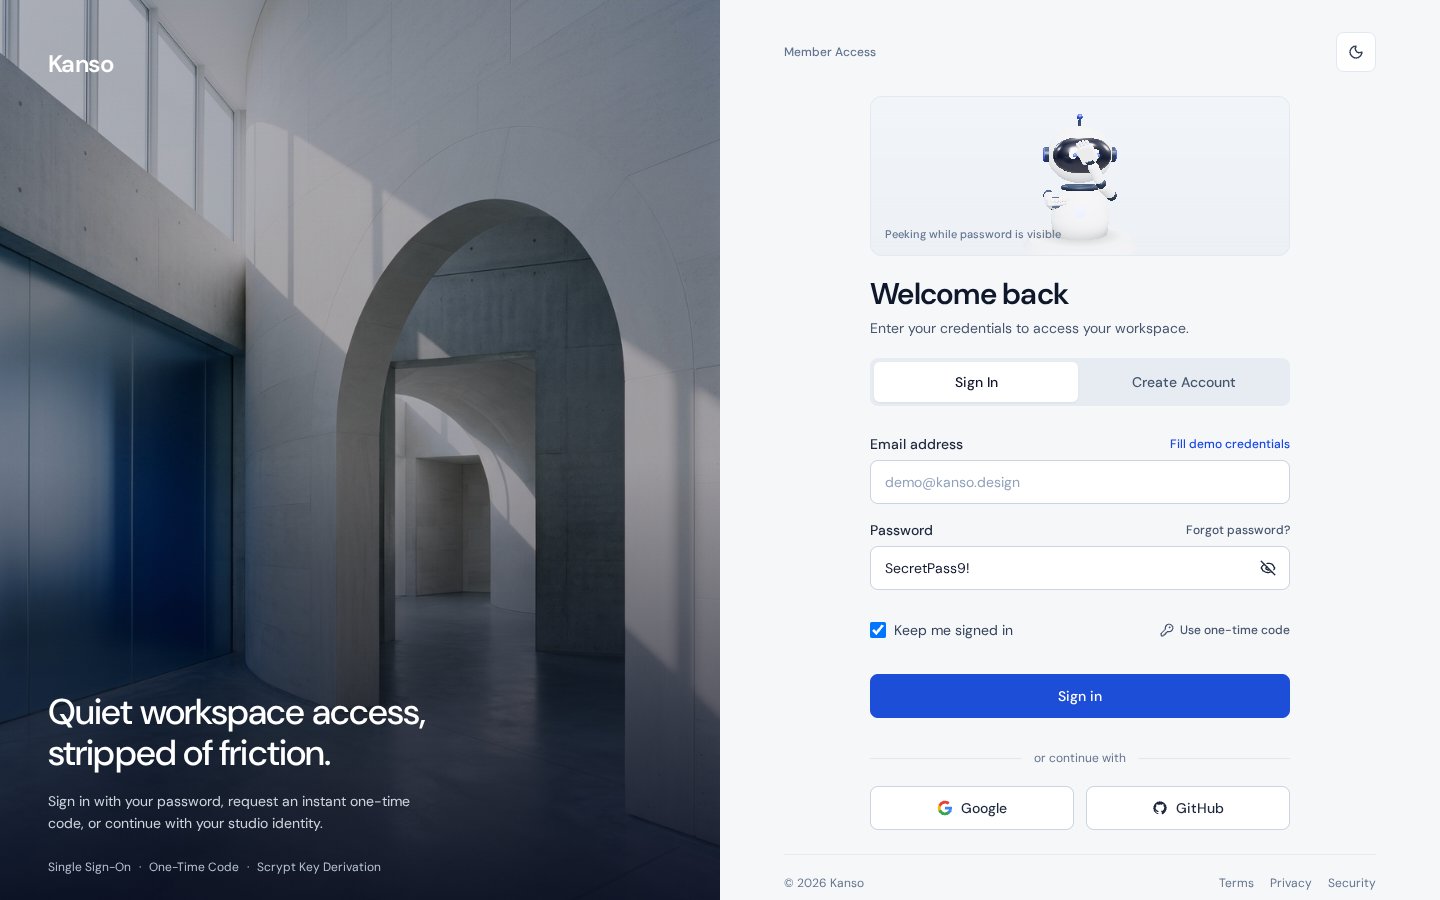 Kanso
Quiet workspace access,
stripped of friction.
Sign in with your password, request an instant one-time
code, or continue with your studio identity.
Single Sign-On · One-Time Code · Scrypt Key Derivation
Member Access
Peeking while password is visible
Welcome back
Enter your credentials to access your workspace.
Sign In
Create Account
Email address
Fill demo credentials
demo@kanso.design
Password
Forgot password?
SecretPass9!
Keep me signed in
Use one-time code
Sign in
or continue with
Google
GitHub
© 2026 Kanso
Terms
Privacy
Security